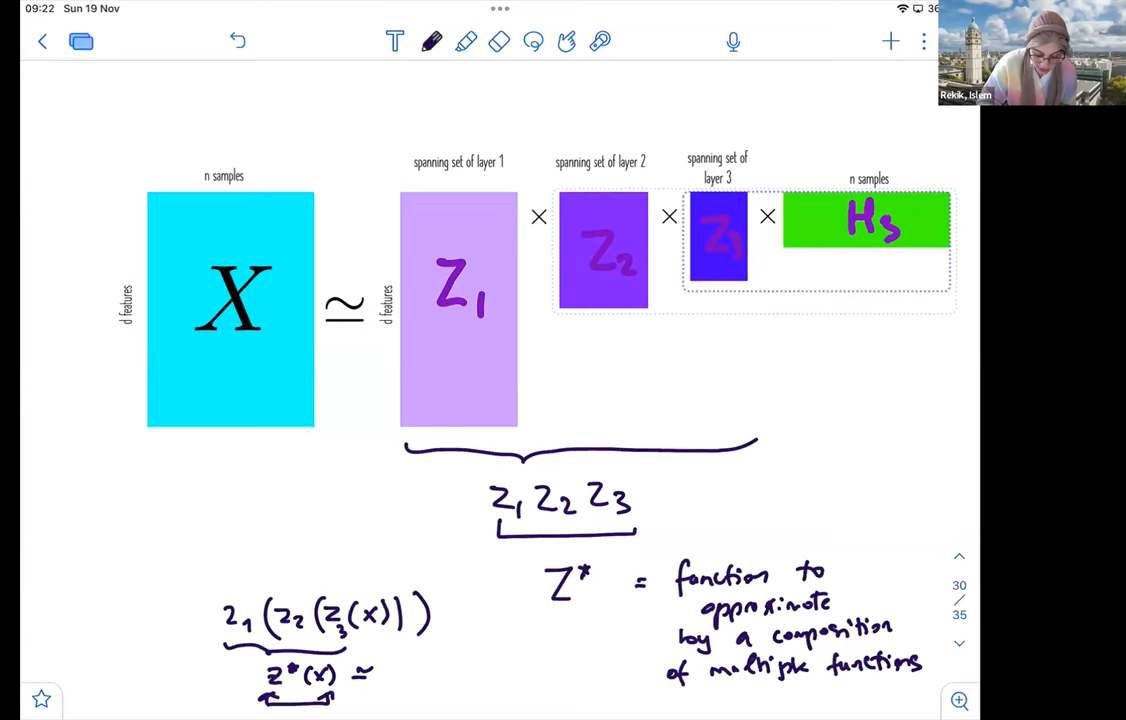 09:22 Sun 19 Nov
36
Rekik, Islem
spanning set of layer 1
spanning set of layer 2
spanning set of
layer 3
n samples
n samples
× × ×
d features
X
≃
d features
Z1
Z2
Z3
H3
Z1 Z2 Z3
Z* = function to
approximate
by a composition
of multiple functions
Z1(Z2(Z3(x)))
Z*(x) ≃
30
35